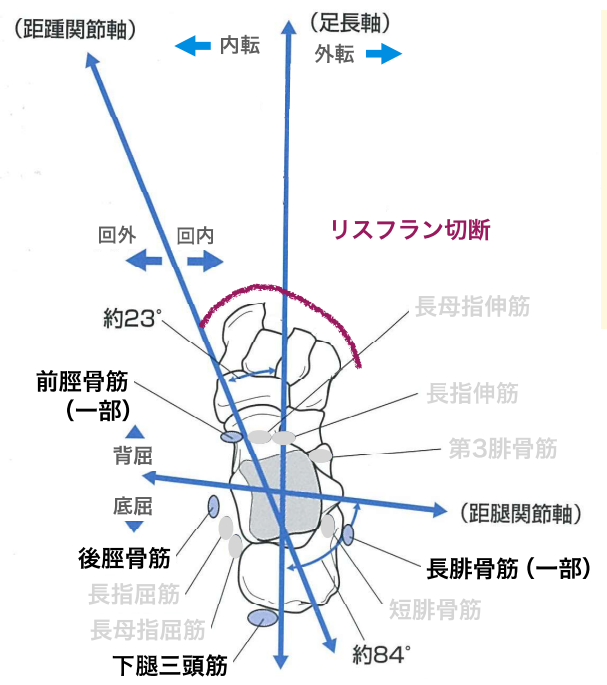 (距踵関節軸)
(足長軸)
内転
外転
回外
回内
リスフラン切断
約23°
長母指伸筋
前脛骨筋
(一部)
長指伸筋
背屈
第3腓骨筋
底屈
(距腿関節軸)
後脛骨筋
長腓骨筋(一部)
長指屈筋
短腓骨筋
長母指屈筋
下腿三頭筋
約84°